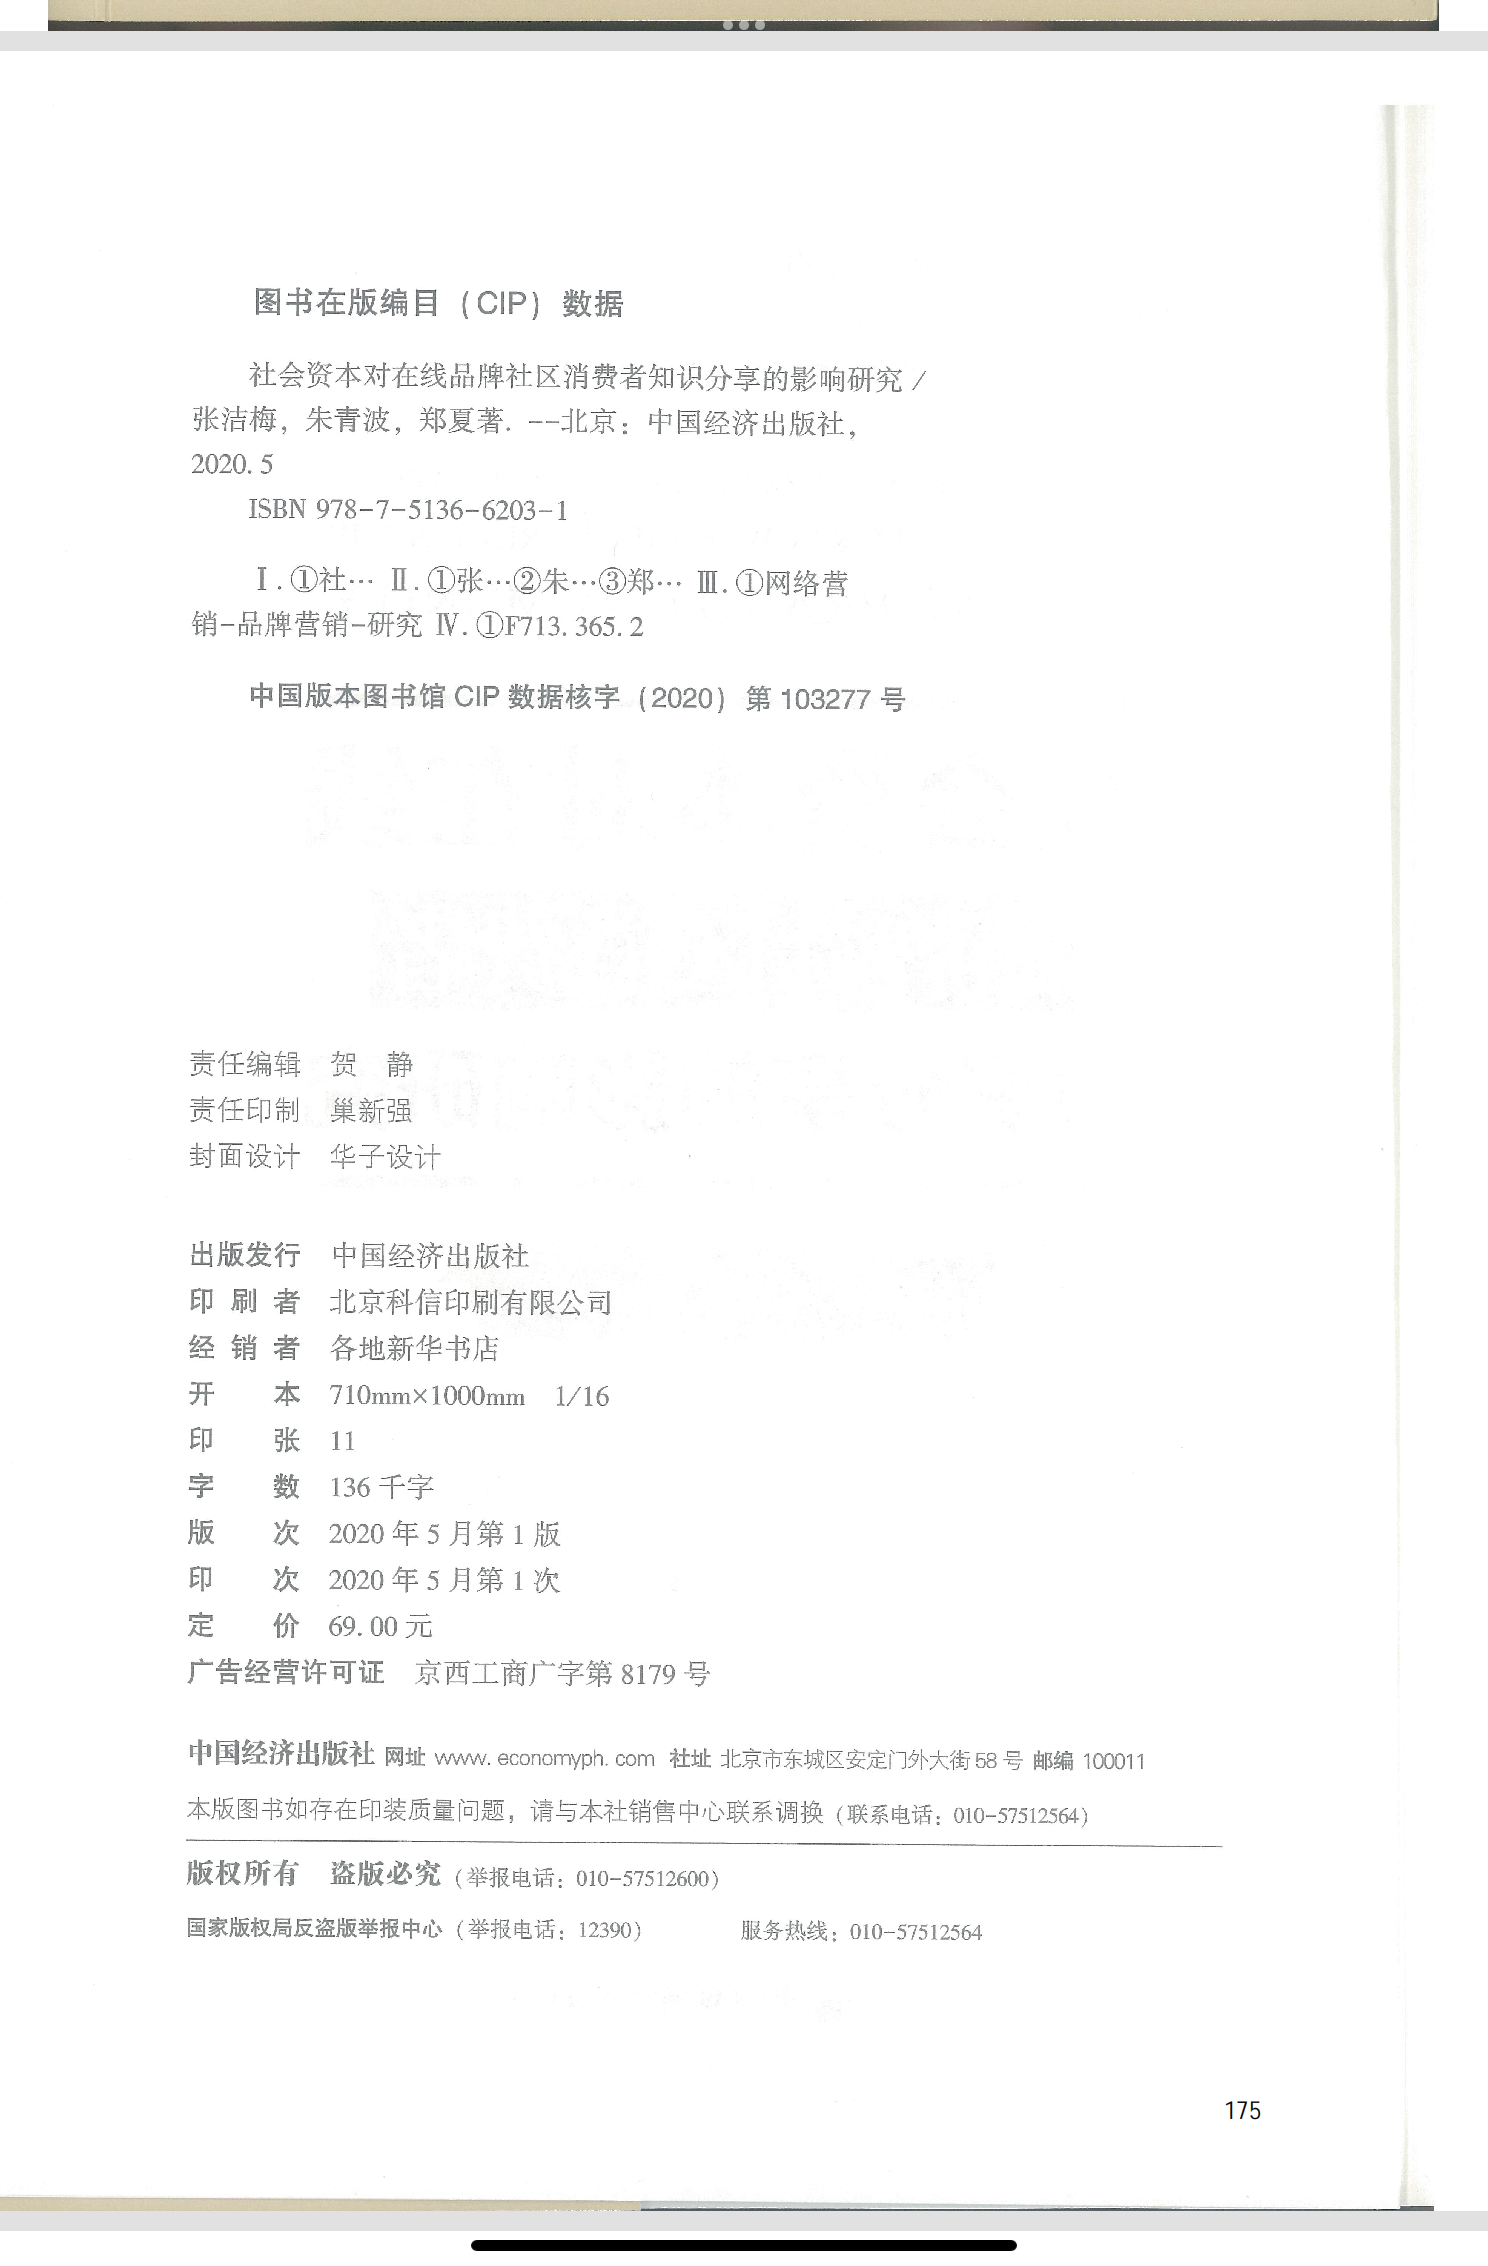 图书在版编目（CIP）数据
社会资本对在线品牌社区消费者知识分享的影响研究／
张洁梅，朱青波，郑夏著. --北京：中国经济出版社，
2020. 5
ISBN 978-7-5136-6203-1
Ⅰ. ①社… Ⅱ. ①张…②朱…③郑… Ⅲ. ①网络营
销-品牌营销-研究 Ⅳ. ①F713. 365. 2
中国版本图书馆 CIP 数据核字（2020）第 103277 号
责任编辑 贺 静
责任印制 巢新强
封面设计 华子设计
出版发行 中国经济出版社
印 刷 者 北京科信印刷有限公司
经 销 者 各地新华书店
开 本 710mm×1000mm 1/16
印 张 11
字 数 136 千字
版 次 2020 年 5 月第 1 版
印 次 2020 年 5 月第 1 次
定 价 69. 00 元
广告经营许可证 京西工商广字第 8179 号
中国经济出版社 网址 www. economyph. com 社址 北京市东城区安定门外大街 58 号 邮编 100011
本版图书如存在印装质量问题，请与本社销售中心联系调换（联系电话：010-57512564）
版权所有 盗版必究（举报电话：010-57512600）
国家版权局反盗版举报中心（举报电话：12390） 服务热线：010-57512564
175